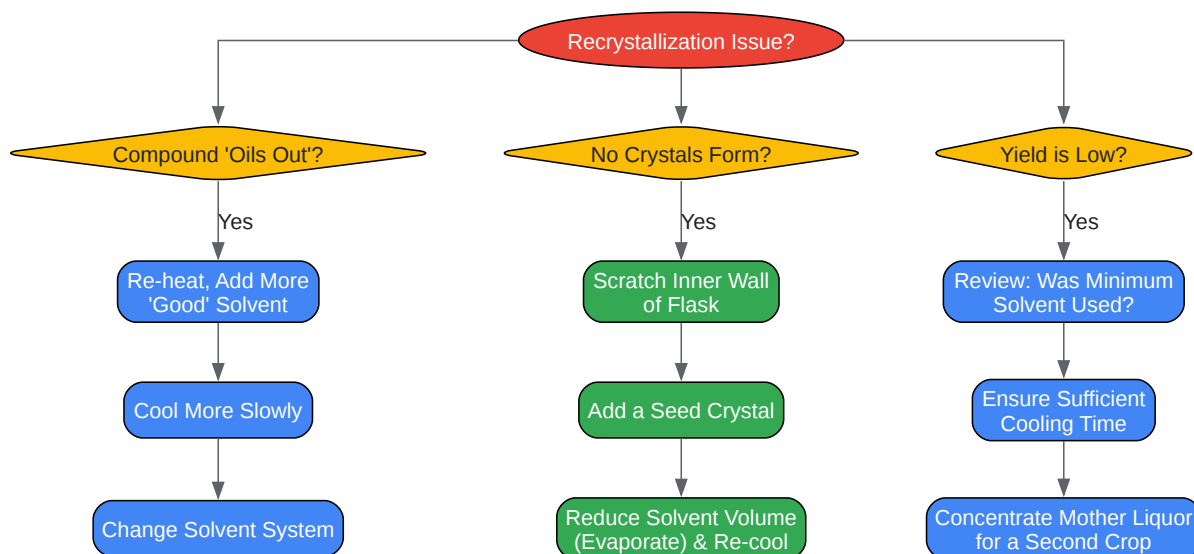 Recrystallization Issue?
Compound 'Oils Out'?
No Crystals Form?
Yield is Low?
Yes
Yes
Yes
Re-heat, Add More
'Good' Solvent
Scratch Inner Wall
of Flask
Review: Was Minimum
Solvent Used?
Cool More Slowly
Add a Seed Crystal
Ensure Sufficient
Cooling Time
Change Solvent System
Reduce Solvent Volume
(Evaporate) & Re-cool
Concentrate Mother Liquor
for a Second Crop